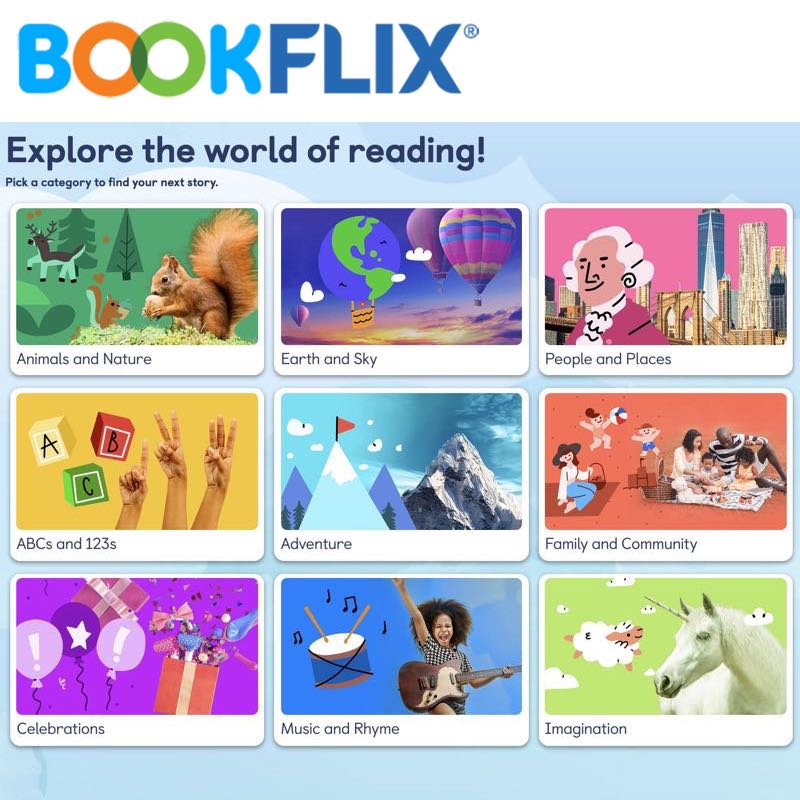 BOOKFLIX®
Explore the world of reading!
Pick a category to find your next story.
Animals and Nature
Earth and Sky
People and Places
A
B
C
ABCs and 123s
Adventure
Family and Community
! !
Celebrations
Music and Rhyme
Imagination